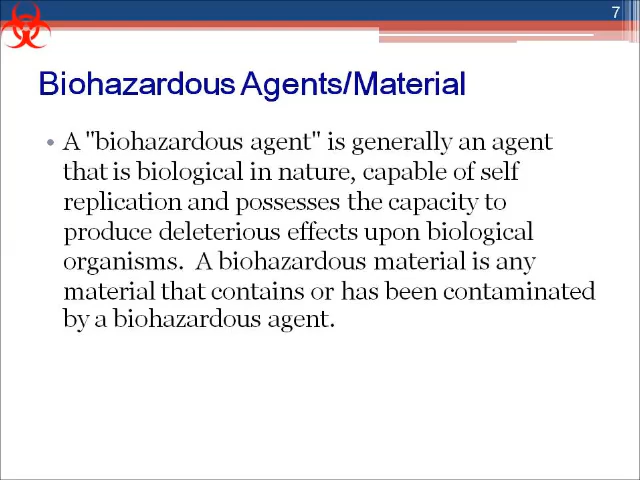 7
Biohazardous Agents/Material
• A "biohazardous agent" is generally an agent
that is biological in nature, capable of self
replication and possesses the capacity to
produce deleterious effects upon biological
organisms.  A biohazardous material is any
material that contains or has been contaminated
by a biohazardous agent.